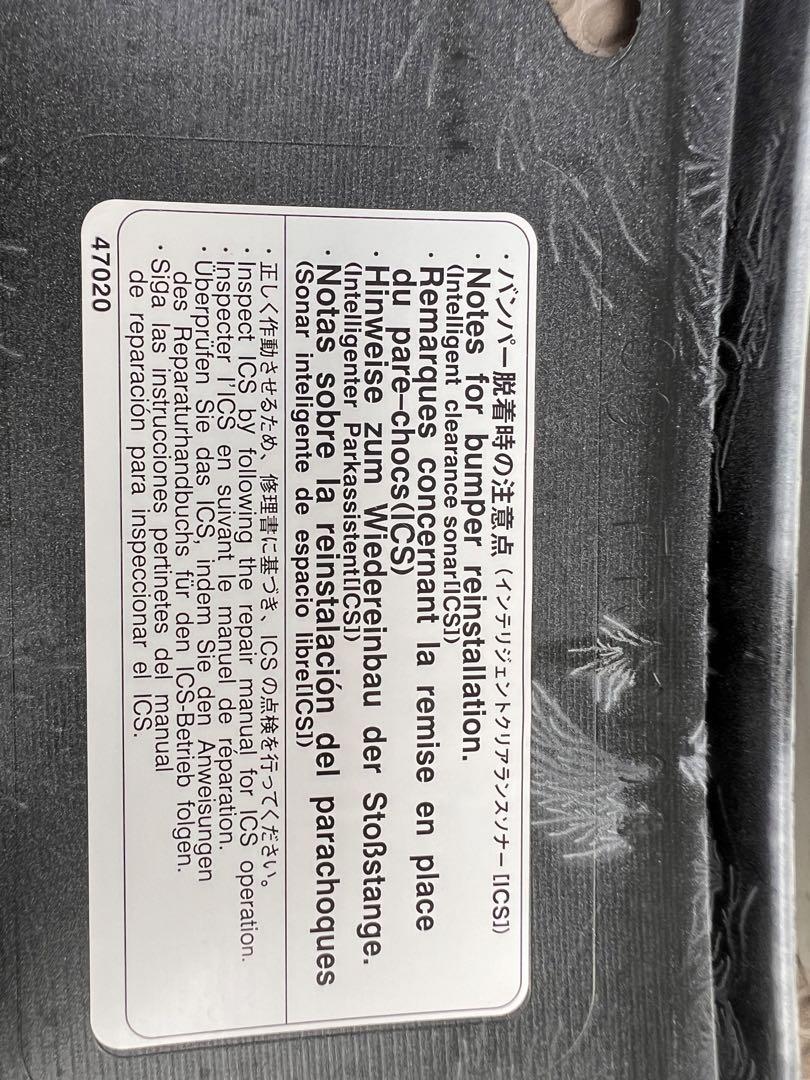 ・バンパー脱着時の注意点（インテリジェントクリアランスソナー[ICS]）
・Notes for bumper reinstallation.
(Intelligent clearance sonar[ICS])
・Remarques concernant la remise en place
du pare-chocs(ICS)
・Hinweise zum Wiedereinbau der Stoßstange.
(Intelligenter Parkassistent[ICS])
・Notas sobre la reinstalación del parachoques
(Sonar inteligente de espacio libre[ICS])
・正しく作動させるため、修理書に基づき、ICSの点検を行ってください。
・Inspect ICS by following the repair manual for ICS operation.
・Inspecter l'ICS en suivant le manuel de réparation.
・Überprüfen Sie das ICS, indem Sie den Anweisungen
des Reparaturhandbuchs für den ICS-Betrieb folgen.
・Siga las instrucciones pertinetes del manual
de reparación para inspeccionar el ICS.
47020